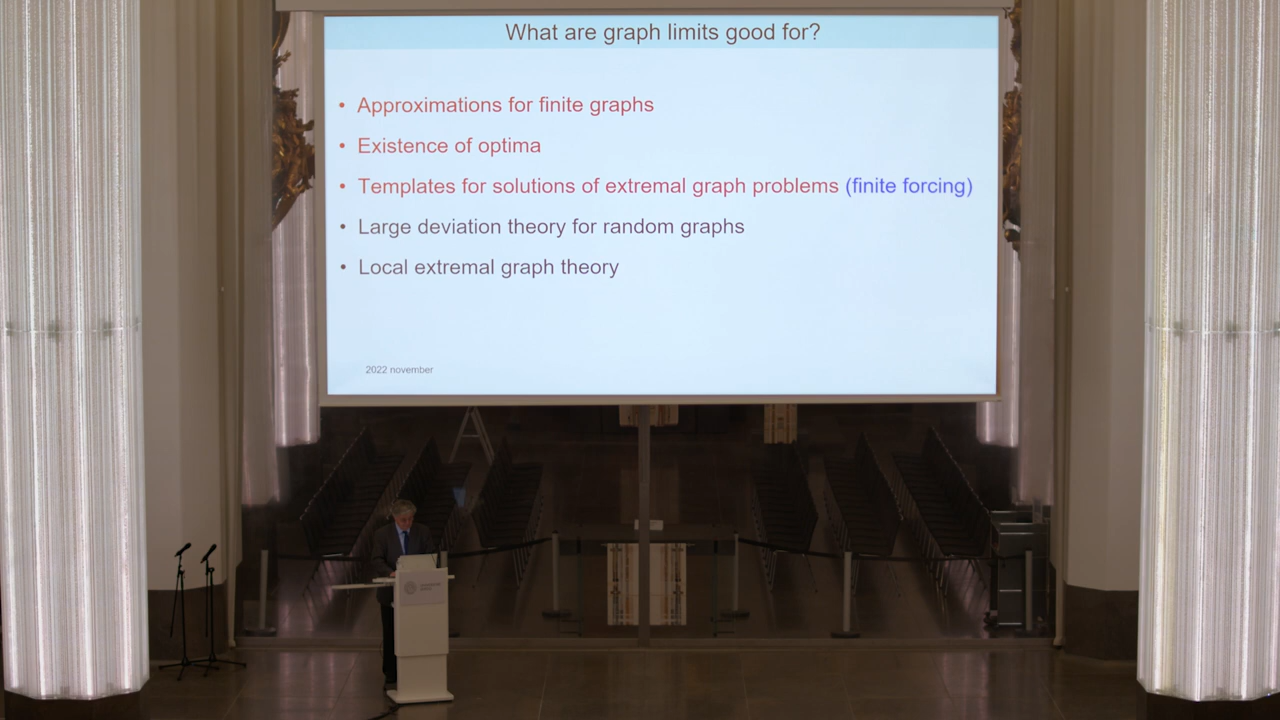 What are graph limits good for?
• Approximations for finite graphs
• Existence of optima
• Templates for solutions of extremal graph problems (finite forcing)
• Large deviation theory for random graphs
• Local extremal graph theory
2022 november